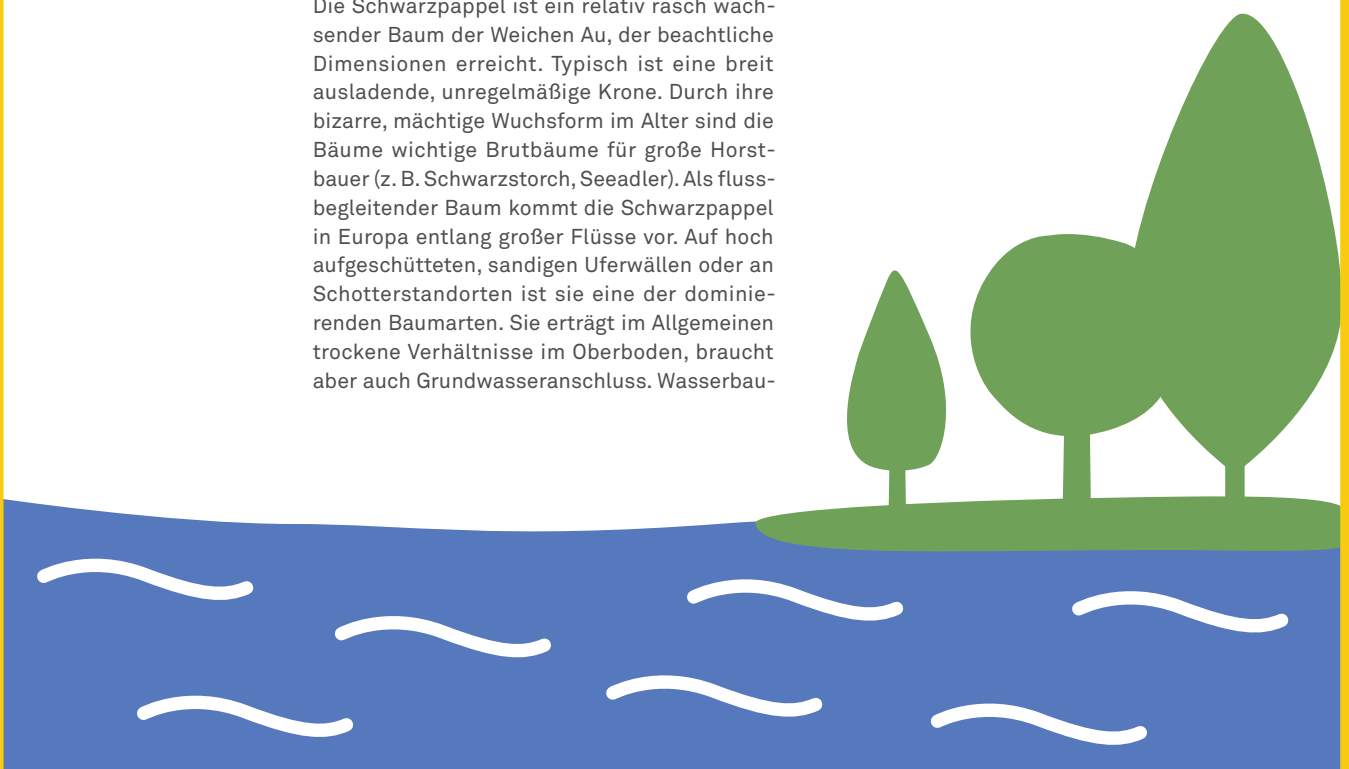 Die Schwarzpappel ist ein relativ rasch wach-
sender Baum der Weichen Au, der beachtliche
Dimensionen erreicht. Typisch ist eine breit
ausladende, unregelmäßige Krone. Durch ihre
bizarre, mächtige Wuchsform im Alter sind die
Bäume wichtige Brutbäume für große Horst-
bauer (z. B. Schwarzstorch, Seeadler). Als fluss-
begleitender Baum kommt die Schwarzpappel
in Europa entlang großer Flüsse vor. Auf hoch
aufgeschütteten, sandigen Uferwällen oder an
Schotterstandorten ist sie eine der dominie-
renden Baumarten. Sie erträgt im Allgemeinen
trockene Verhältnisse im Oberboden, braucht
aber auch Grundwasseranschluss. Wasserbau-